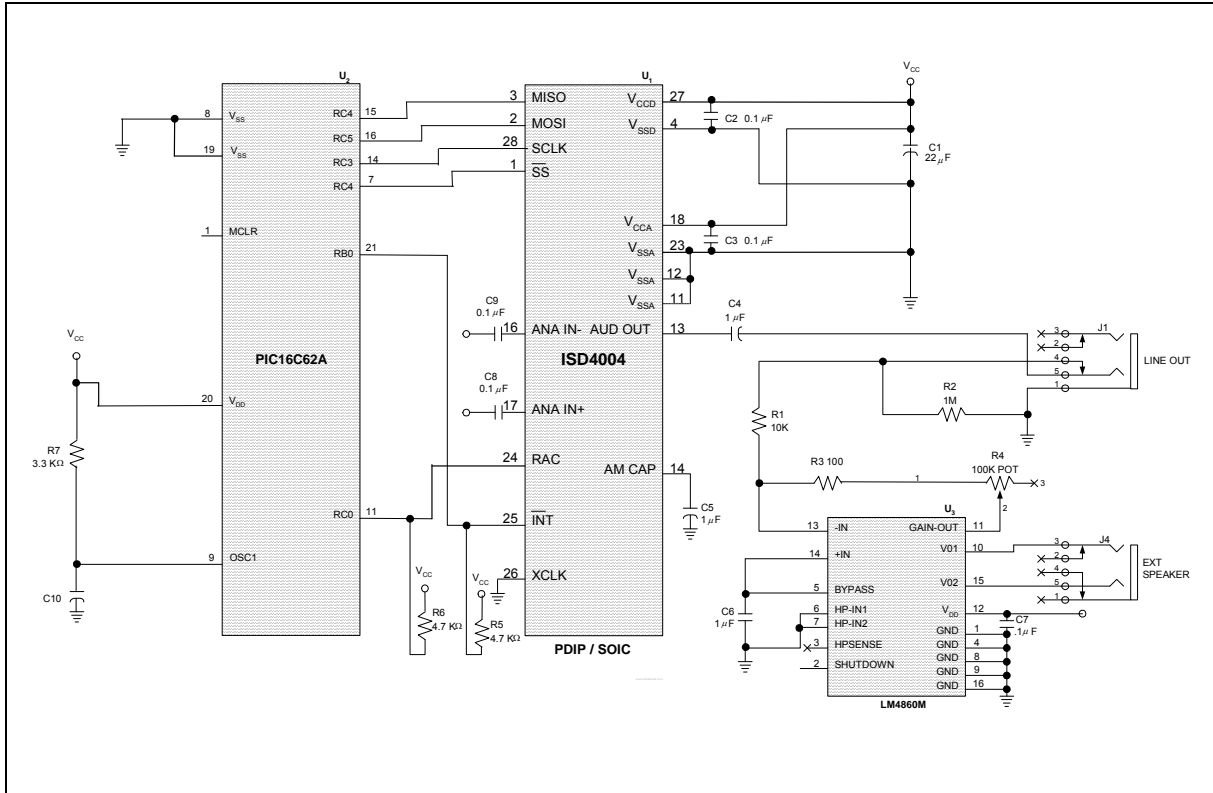 U2
PIC16C62A
8 VSS
19 VSS
1 MCLR
20 VDD
9 OSC1
RC4 15
RC5 16
RC3 14
RC4 7
RB0 21
RC0 11
VCC
R7
3.3 KΩ
C10
VCC
R6
4.7 KΩ
VCC
R5
4.7 KΩ
U1
ISD4004
3 MISO
2 MOSI
28 SCLK
1 SS
C9
0.1 µF
16 ANA IN-
C8
0.1 µF
17 ANA IN+
24 RAC
25 INT
26 XCLK
VCCD 27
VSSD 4
VCCA 18
VSSA 23
VSSA 12
VSSA 11
AUD OUT 13
AM CAP 14
PDIP / SOIC
C2 0.1 µF
C3 0.1 µF
VCC
C1
22 µF
C4
1 µF
C5
1 µF
J1
3
2
4
5
1
LINE OUT
R2
1M
R1
10K
R3 100
1
R4
100K POT
3
2
U3
13 -IN
14 +IN
5 BYPASS
6 HP-IN1
7 HP-IN2
3 HPSENSE
2 SHUTDOWN
GAIN-OUT 11
V01 10
V02 15
VDD 12
GND 1
GND 4
GND 8
GND 9
GND 16
LM4860M
C6
1 µF
C7
.1 µF
J4
3
2
4
5
1
EXT
SPEAKER